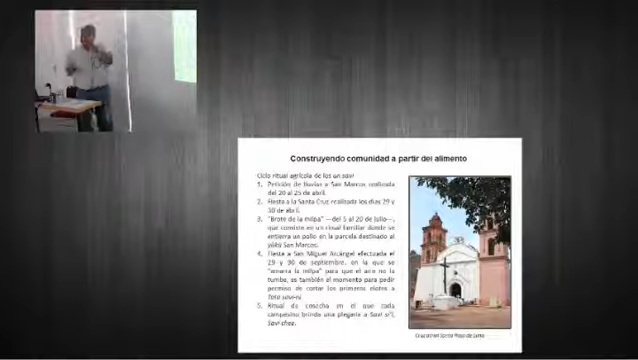 Construyendo comunidad a partir del alimento
Ciclo ritual agrícola de los un savi
1. Petición de lluvias a San Marcos realizada
del 20 al 25 de abril.
2. Fiesta a la Santa Cruz realizada los días 29 y
30 de abril.
3. "Brote de la milpa" —del 5 al 20 de julio—,
que consiste en un ritual familiar donde se
entierra un pollo en la parcela destinado al
San Marcos.
4. Fiesta a San Miguel Arcángel efectuada el
29 y 30 de septiembre, en la que se
"amarra la milpa" para que el aire no la
tumbe, es también el momento para pedir
permiso de cortar los primeros elotes a
5. Ritual de cosecha en el que cada
campesino brinda una plegaria a Savi